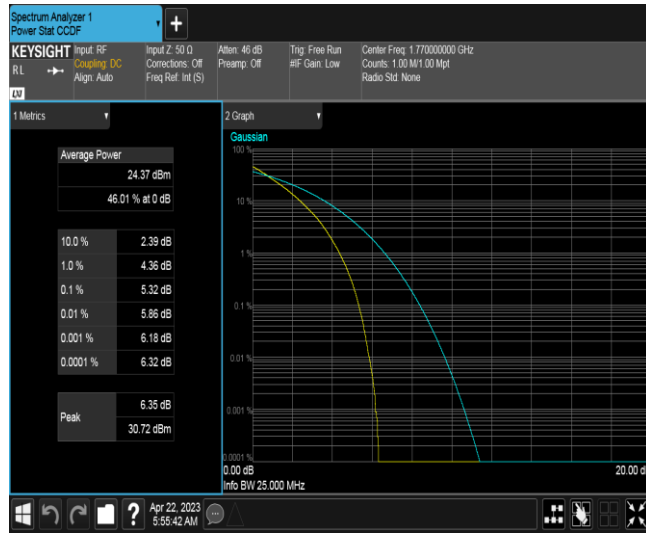 Spectrum Analyzer 1
Power Stat CCDF
KEYSIGHT
RL
LXI
Input: RF
Coupling: DC
Align: Auto
Input Z: 50 Ω
Corrections: Off
Freq Ref: Int (S)
Atten: 46 dB
Preamp: Off
Trig: Free Run
#IF Gain: Low
Center Freq: 1.770000000 GHz
Counts: 1.00 M/1.00 Mpt
Radio Std: None
1 Metrics
Average Power
24.37 dBm
46.01 % at 0 dB
10.0 % 2.39 dB
1.0 % 4.36 dB
0.1 % 5.32 dB
0.01 % 5.86 dB
0.001 % 6.18 dB
0.0001 % 6.32 dB
Peak
6.35 dB
30.72 dBm
2 Graph
Gaussian
100 %
10 %
1 %
0.1 %
0.01 %
0.001 %
0.0001 %
0.00 dB
20.00 d
Info BW 25.000 MHz
?
Apr 22, 2023
5:55:42 AM